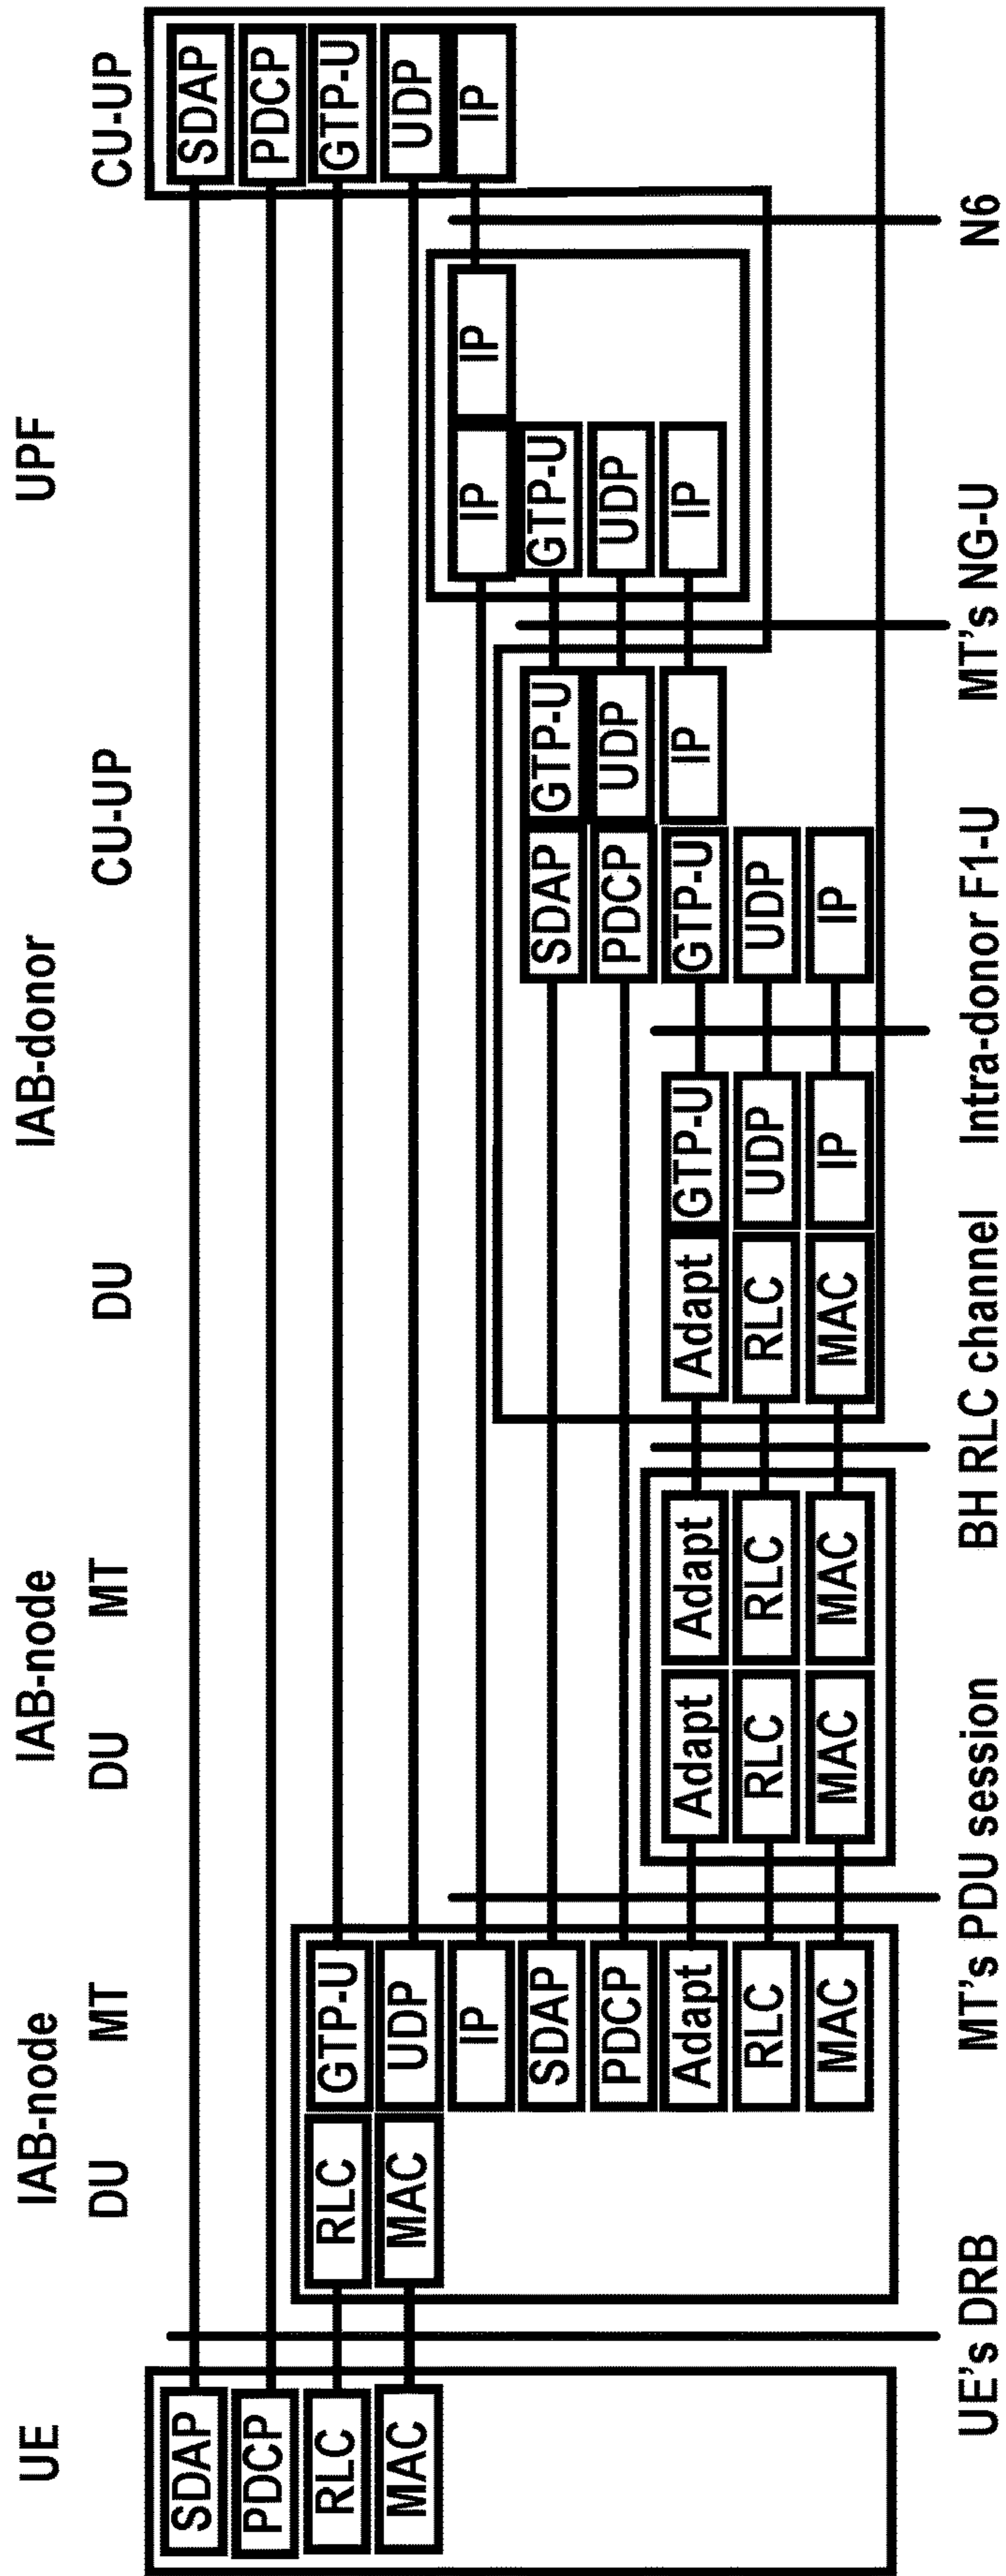 UE IAB-node IAB-node IAB-donor UPF
DU MT DU MT DU CU-UP CU-UP
SDAP SDAP
PDCP PDCP
RLC RLC GTP-U GTP-U
MAC MAC UDP UDP
IP IP IP IP
SDAP SDAP GTP-U GTP-U
PDCP PDCP UDP UDP
Adapt Adapt Adapt Adapt GTP-U GTP-U IP IP
RLC RLC RLC RLC UDP UDP
MAC MAC MAC MAC IP IP
UE's DRB MT's PDU session BH RLC channel Intra-donor F1-U MT's NG-U N6